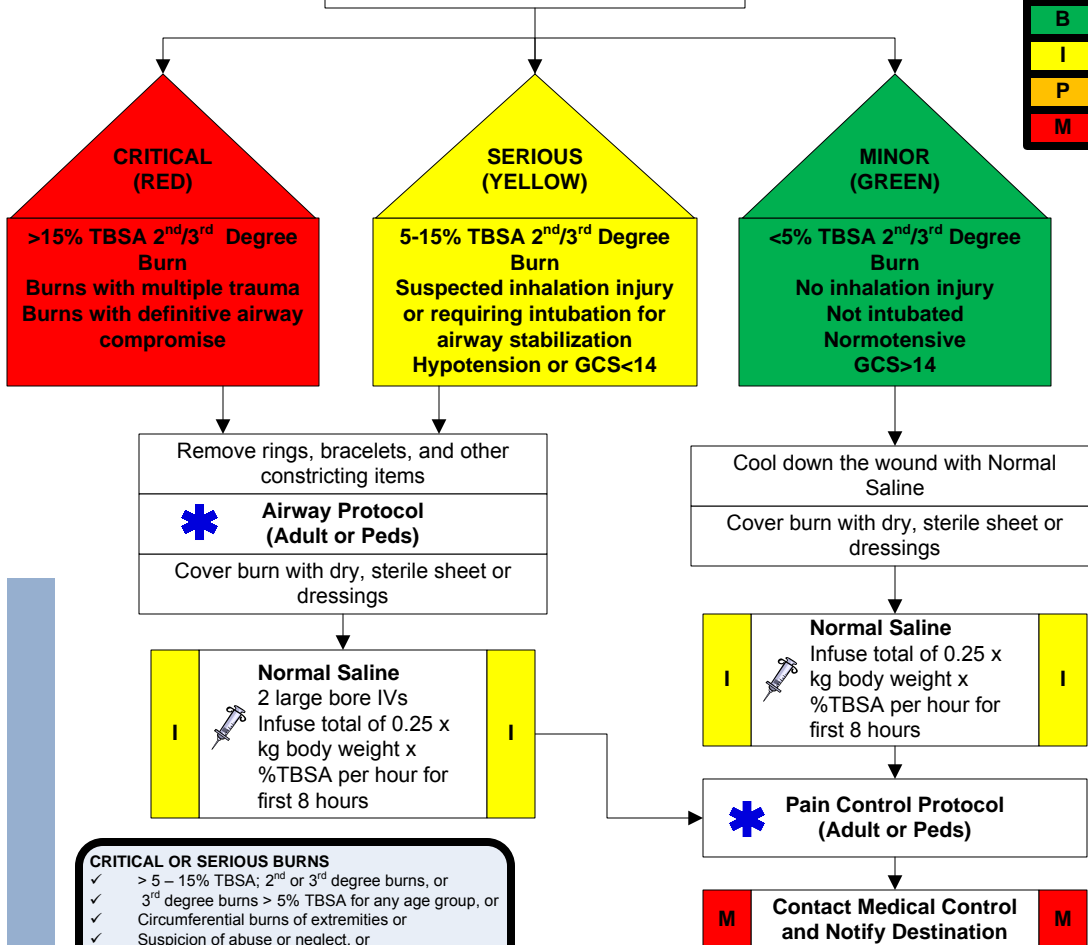 B
I
P
M
CRITICAL
(RED)
>15% TBSA 2nd/3rd Degree
Burn
Burns with multiple trauma
Burns with definitive airway
compromise
SERIOUS
(YELLOW)
5-15% TBSA 2nd/3rd Degree
Burn
Suspected inhalation injury
or requiring intubation for
airway stabilization
Hypotension or GCS<14
MINOR
(GREEN)
<5% TBSA 2nd/3rd Degree
Burn
No inhalation injury
Not intubated
Normotensive
GCS>14
Remove rings, bracelets, and other
constricting items
Airway Protocol
(Adult or Peds)
Cover burn with dry, sterile sheet or
dressings
I
Normal Saline
2 large bore IVs
Infuse total of 0.25 x
kg body weight x
%TBSA per hour for
first 8 hours
I
Cool down the wound with Normal
Saline
Cover burn with dry, sterile sheet or
dressings
I
Normal Saline
Infuse total of 0.25 x
kg body weight x
%TBSA per hour for
first 8 hours
I
Pain Control Protocol
(Adult or Peds)
M
Contact Medical Control
and Notify Destination
M
CRITICAL OR SERIOUS BURNS
✓ > 5 – 15% TBSA; 2nd or 3rd degree burns, or
✓ 3rd degree burns > 5% TBSA for any age group, or
✓ Circumferential burns of extremities or
✓ Suspicion of abuse or neglect, or